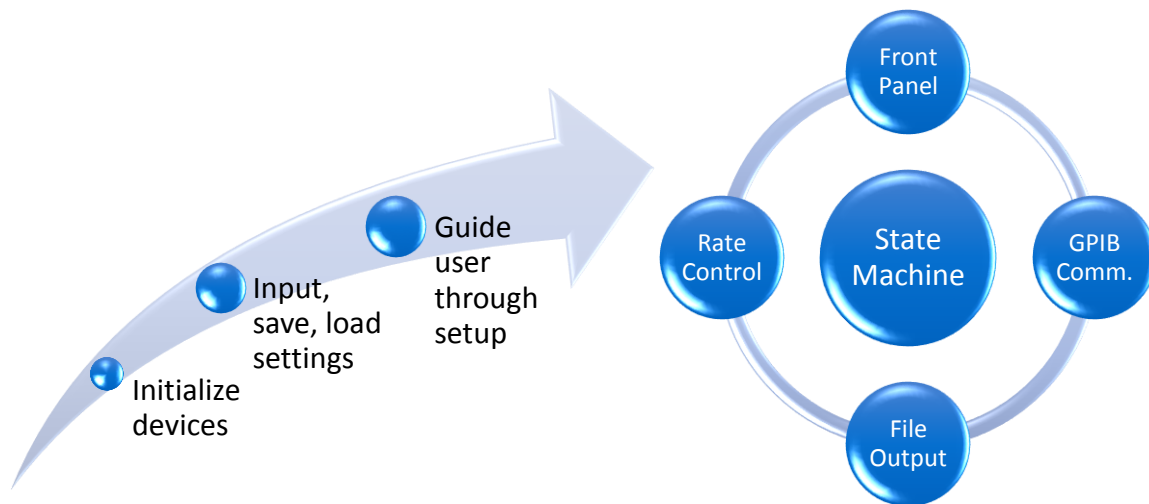 Initialize
devices
Input,
save, load
settings
Guide
user
through
setup
Front
Panel
Rate
Control
State
Machine
GPIB
Comm.
File
Output